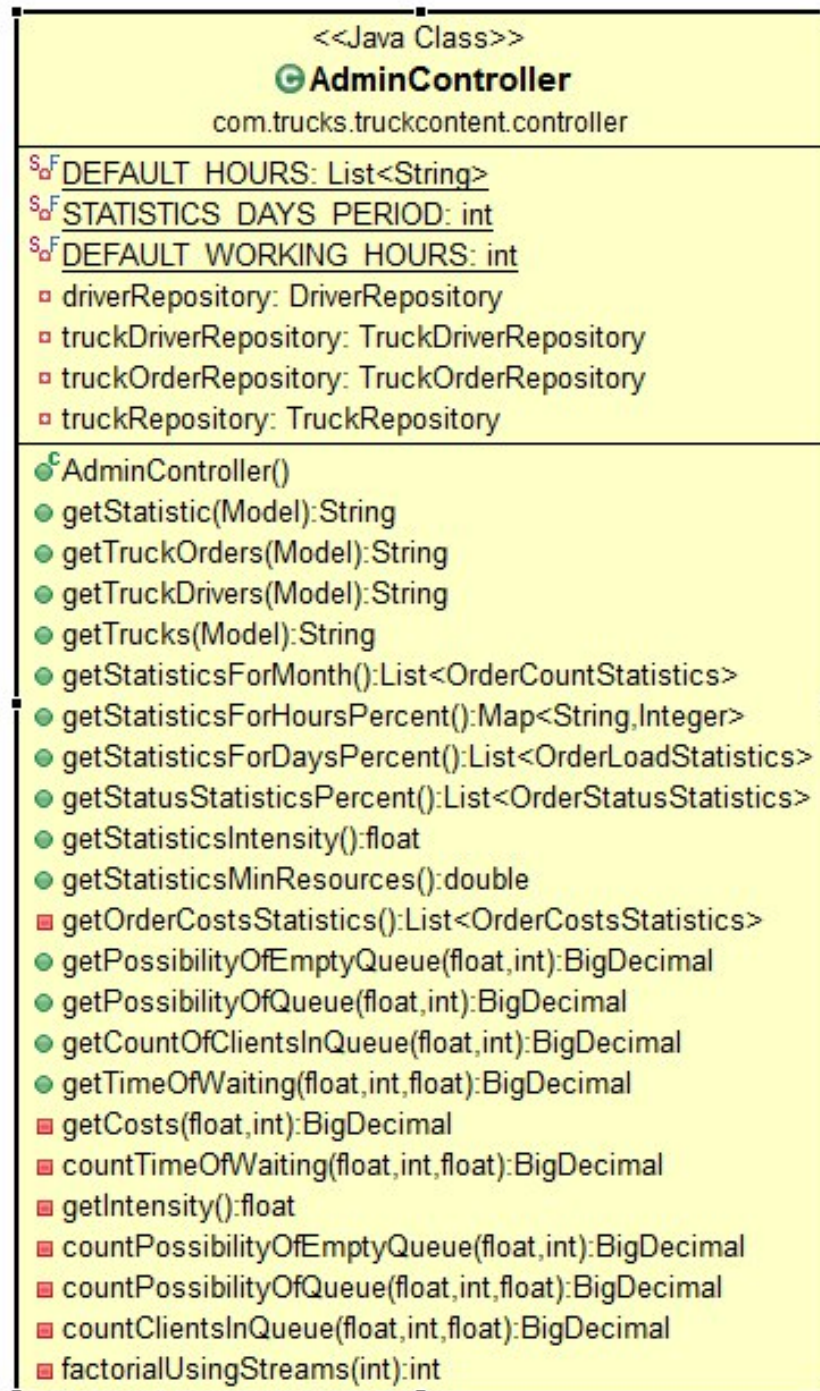 <<Java Class>>
C AdminController
com.trucks.truckcontent.controller
S F DEFAULT_HOURS: List<String>
S F STATISTICS_DAYS_PERIOD: int
S F DEFAULT_WORKING_HOURS: int
driverRepository: DriverRepository
truckDriverRepository: TruckDriverRepository
truckOrderRepository: TruckOrderRepository
truckRepository: TruckRepository
c AdminController()
getStatistic(Model):String
getTruckOrders(Model):String
getTruckDrivers(Model):String
getTrucks(Model):String
getStatisticsForMonth():List<OrderCountStatistics>
getStatisticsForHoursPercent():Map<String,Integer>
getStatisticsForDaysPercent():List<OrderLoadStatistics>
getStatusStatisticsPercent():List<OrderStatusStatistics>
getStatisticsIntensity():float
getStatisticsMinResources():double
getOrderCostsStatistics():List<OrderCostsStatistics>
getPossibilityOfEmptyQueue(float,int):BigDecimal
getPossibilityOfQueue(float,int):BigDecimal
getCountOfClientsInQueue(float,int):BigDecimal
getTimeOfWaiting(float,int,float):BigDecimal
getCosts(float,int):BigDecimal
countTimeOfWaiting(float,int,float):BigDecimal
getIntensity():float
countPossibilityOfEmptyQueue(float,int):BigDecimal
countPossibilityOfQueue(float,int,float):BigDecimal
countClientsInQueue(float,int,float):BigDecimal
factorialUsingStreams(int):int